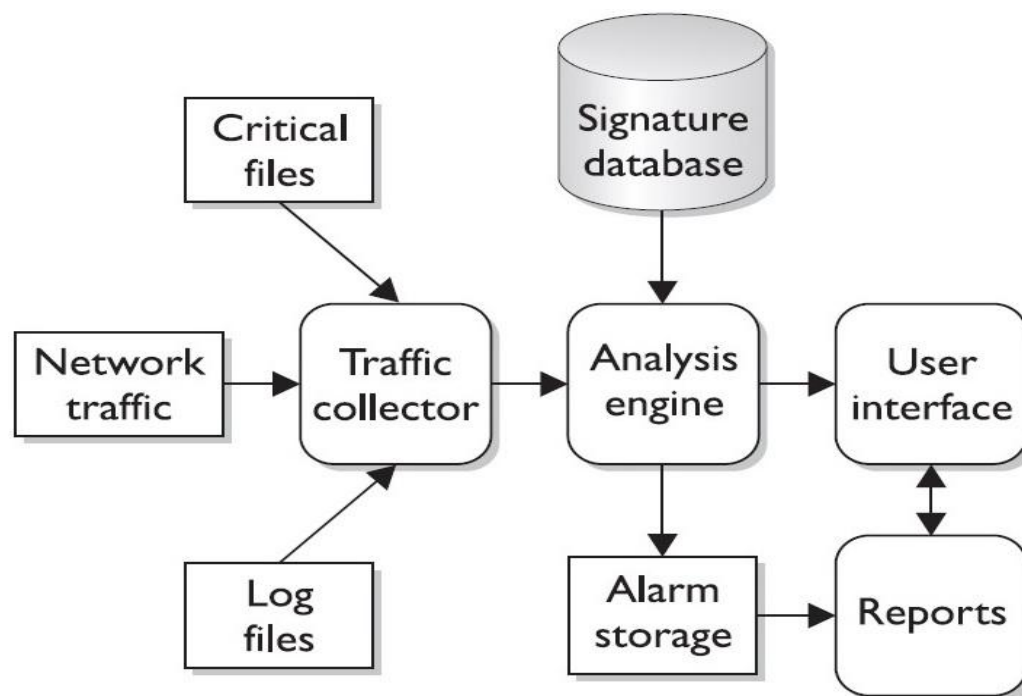 Signature
database
Critical
files
Network
traffic
Traffic
collector
Analysis
engine
User
interface
Log
files
Alarm
storage
Reports